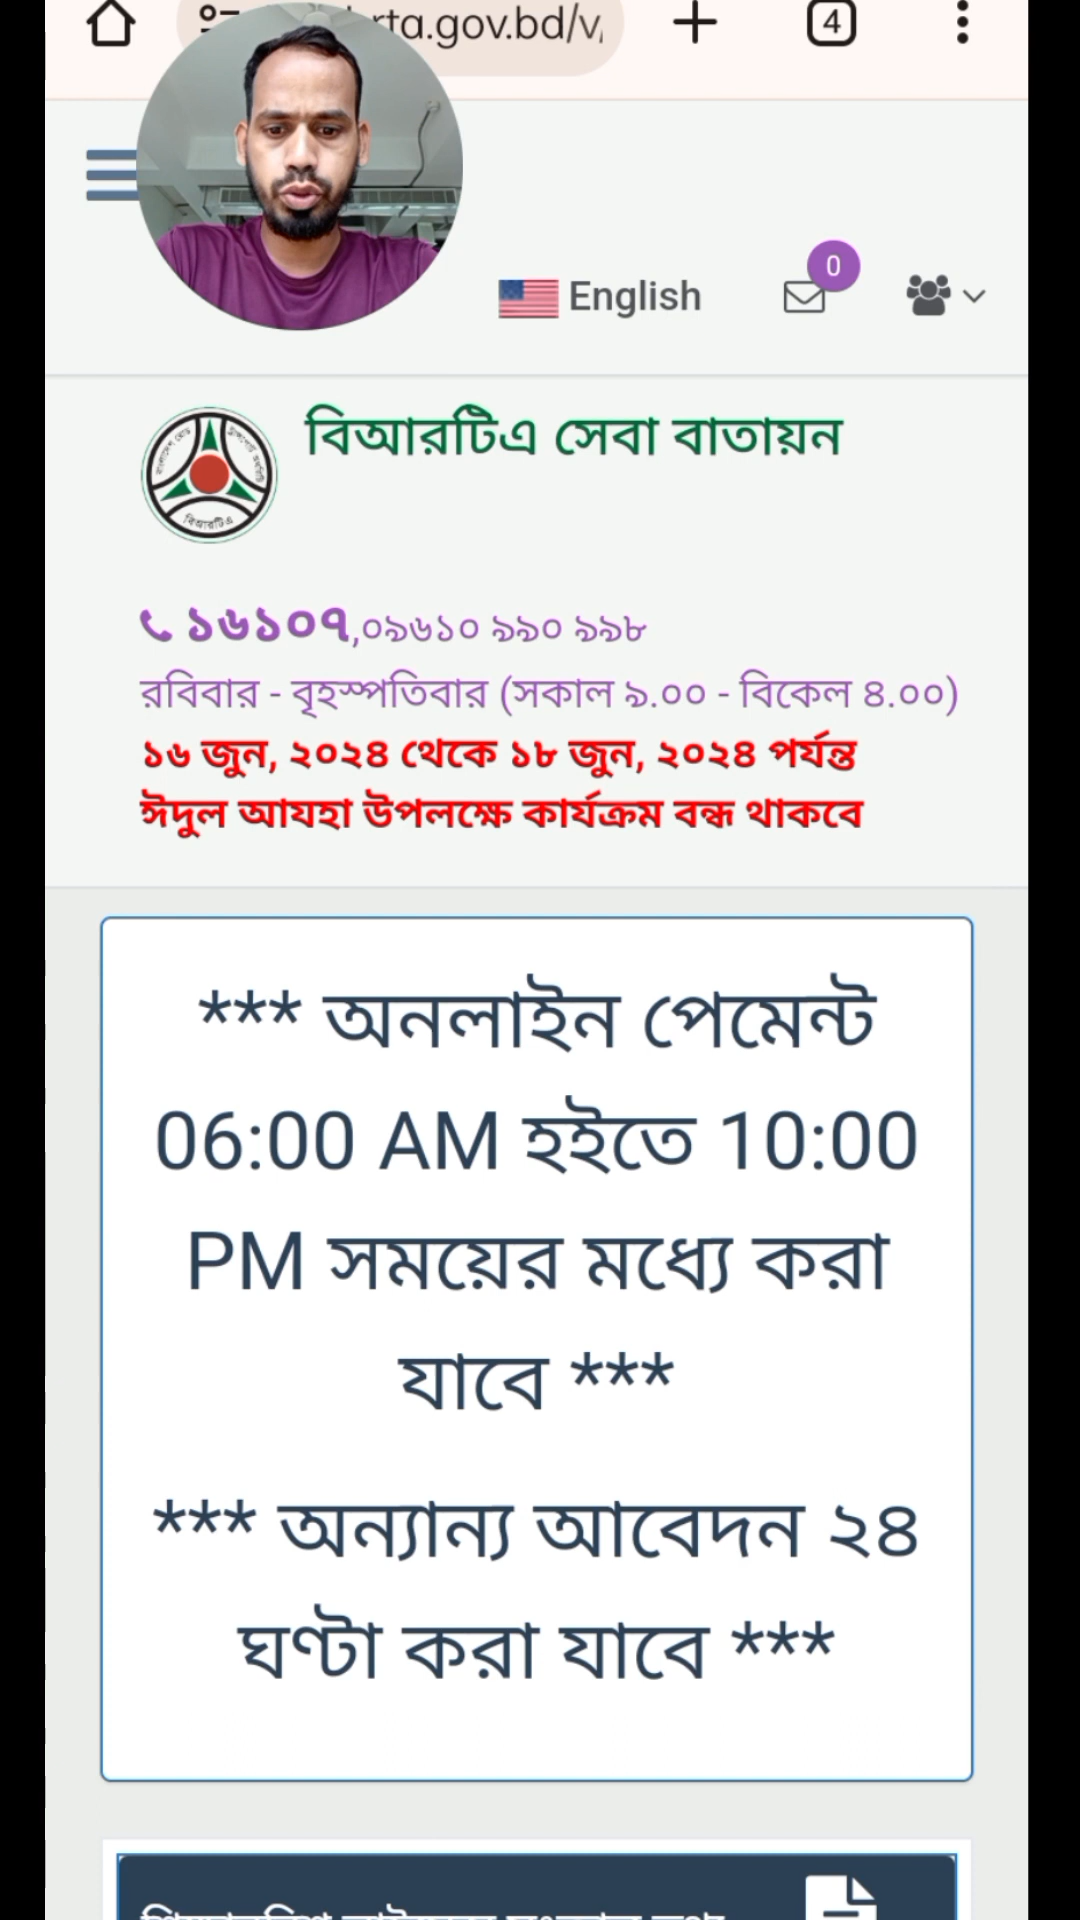 rta.gov.bd/v
4
0
English
বিআরটিএ সেবা বাতায়ন
বিআরটিএ
১৬১০৭,০৯৬১০ ৯৯০ ৯৯৮
রবিবার - বৃহস্পতিবার (সকাল ৯.০০ - বিকেল ৪.০০)
১৬ জুন, ২০২৪ থেকে ১৮ জুন, ২০২৪ পর্যন্ত
ঈদুল আযহা উপলক্ষে কার্যক্রম বন্ধ থাকবে
*** অনলাইন পেমেন্ট
06:00 AM হইতে 10:00
PM সময়ের মধ্যে করা
যাবে ***
*** অন্যান্য আবেদন ২৪
ঘণ্টা করা যাবে ***